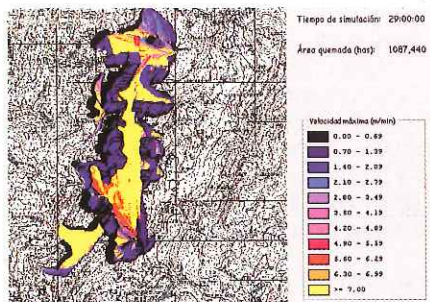 Tiempo de simulación: 29:00:00
Área quemada (has): 1087,440
Velocidad máxima (m/min)
0.00 - 0.69
0.70 - 1.39
1.40 - 2.09
2.10 - 2.79
2.80 - 3.49
3.50 - 4.19
4.20 - 4.89
4.90 - 5.59
5.60 - 6.29
6.30 - 6.99
>= 7.00